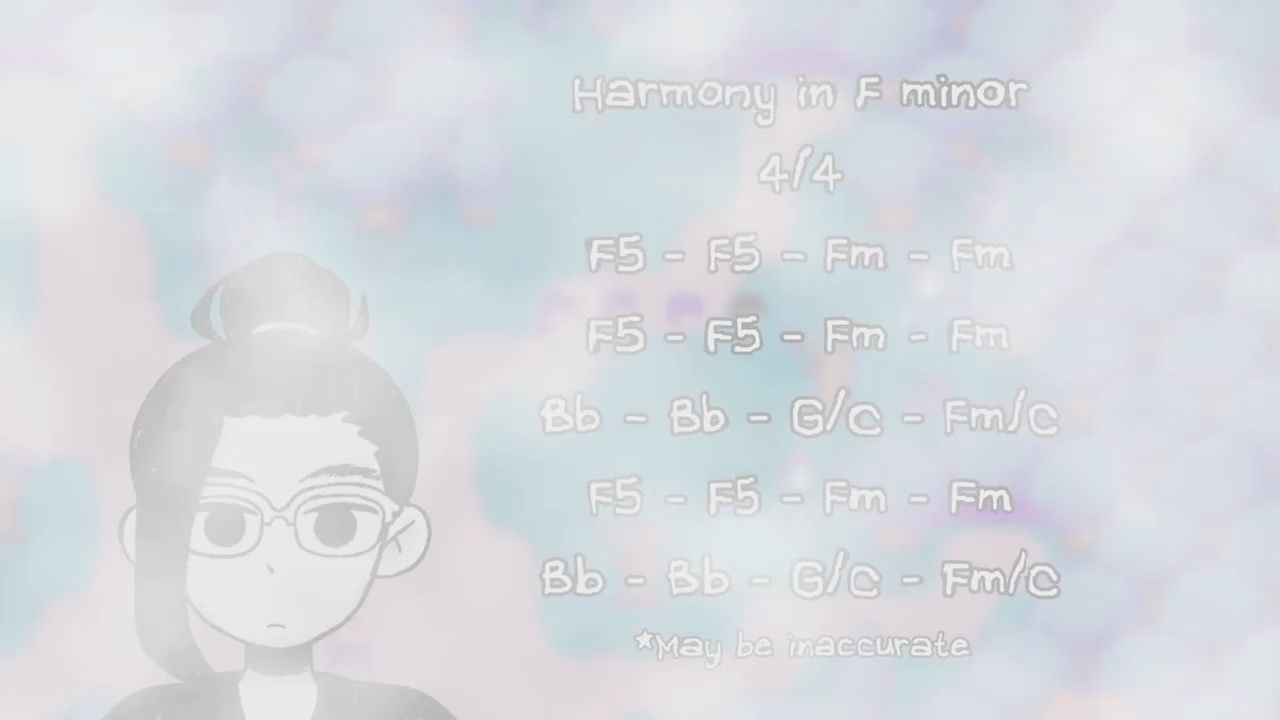 Harmony in F minor
4/4
F5 - F5 - Fm - Fm
F5 - F5 - Fm - Fm
Bb - Bb - G/C - Fm/C
F5 - F5 - Fm - Fm
Bb - Bb - G/C - Fm/C
*May be inaccurate